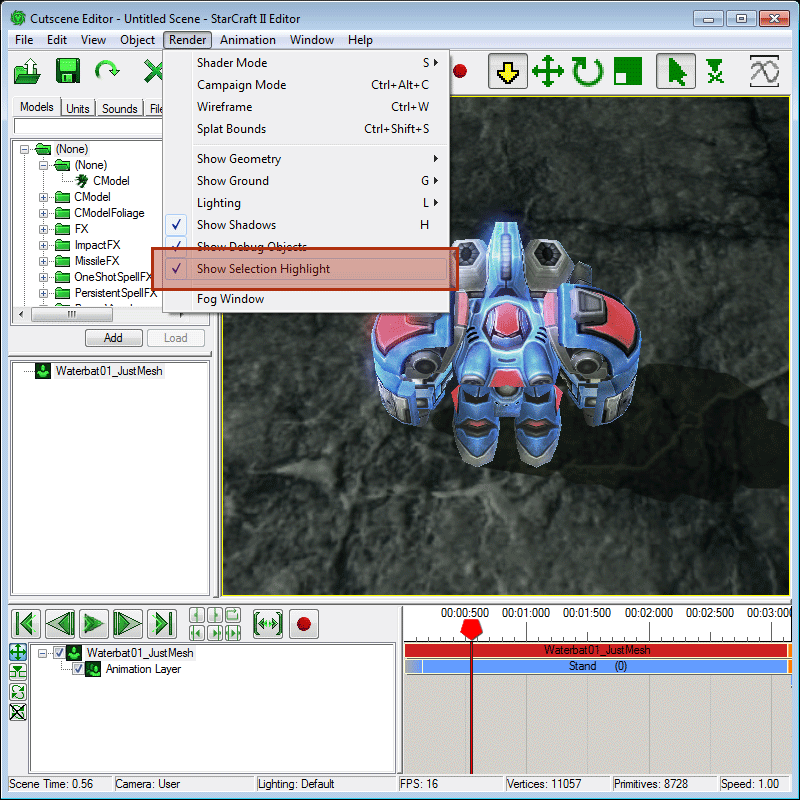 Cutscene Editor - Untitled Scene - StarCraft II Editor
File Edit View Object Render Animation Window Help
Shader Mode S
Campaign Mode Ctrl+Alt+C
Wireframe Ctrl+W
Splat Bounds Ctrl+Shift+S
Show Geometry
Show Ground G
Lighting L
Show Shadows H
Show Debug Objects
Show Selection Highlight
Fog Window
Models Units Sounds File
(None)
(None)
CModel
CModel
CModelFoliage
FX
ImpactFX
MissileFX
OneShotSpellFX
PersistentSpellFX
Add Load
Waterbat01_JustMesh
00:00:500 00:01:000 00:01:500 00:02:000 00:02:500 00:03:000
Waterbat01_JustMesh
Animation Layer
Waterbat01_JustMesh
Stand (0)
Scene Time: 0.56 Camera: User Lighting: Default FPS: 16 Vertices: 11057 Primitives: 8728 Speed: 1.00